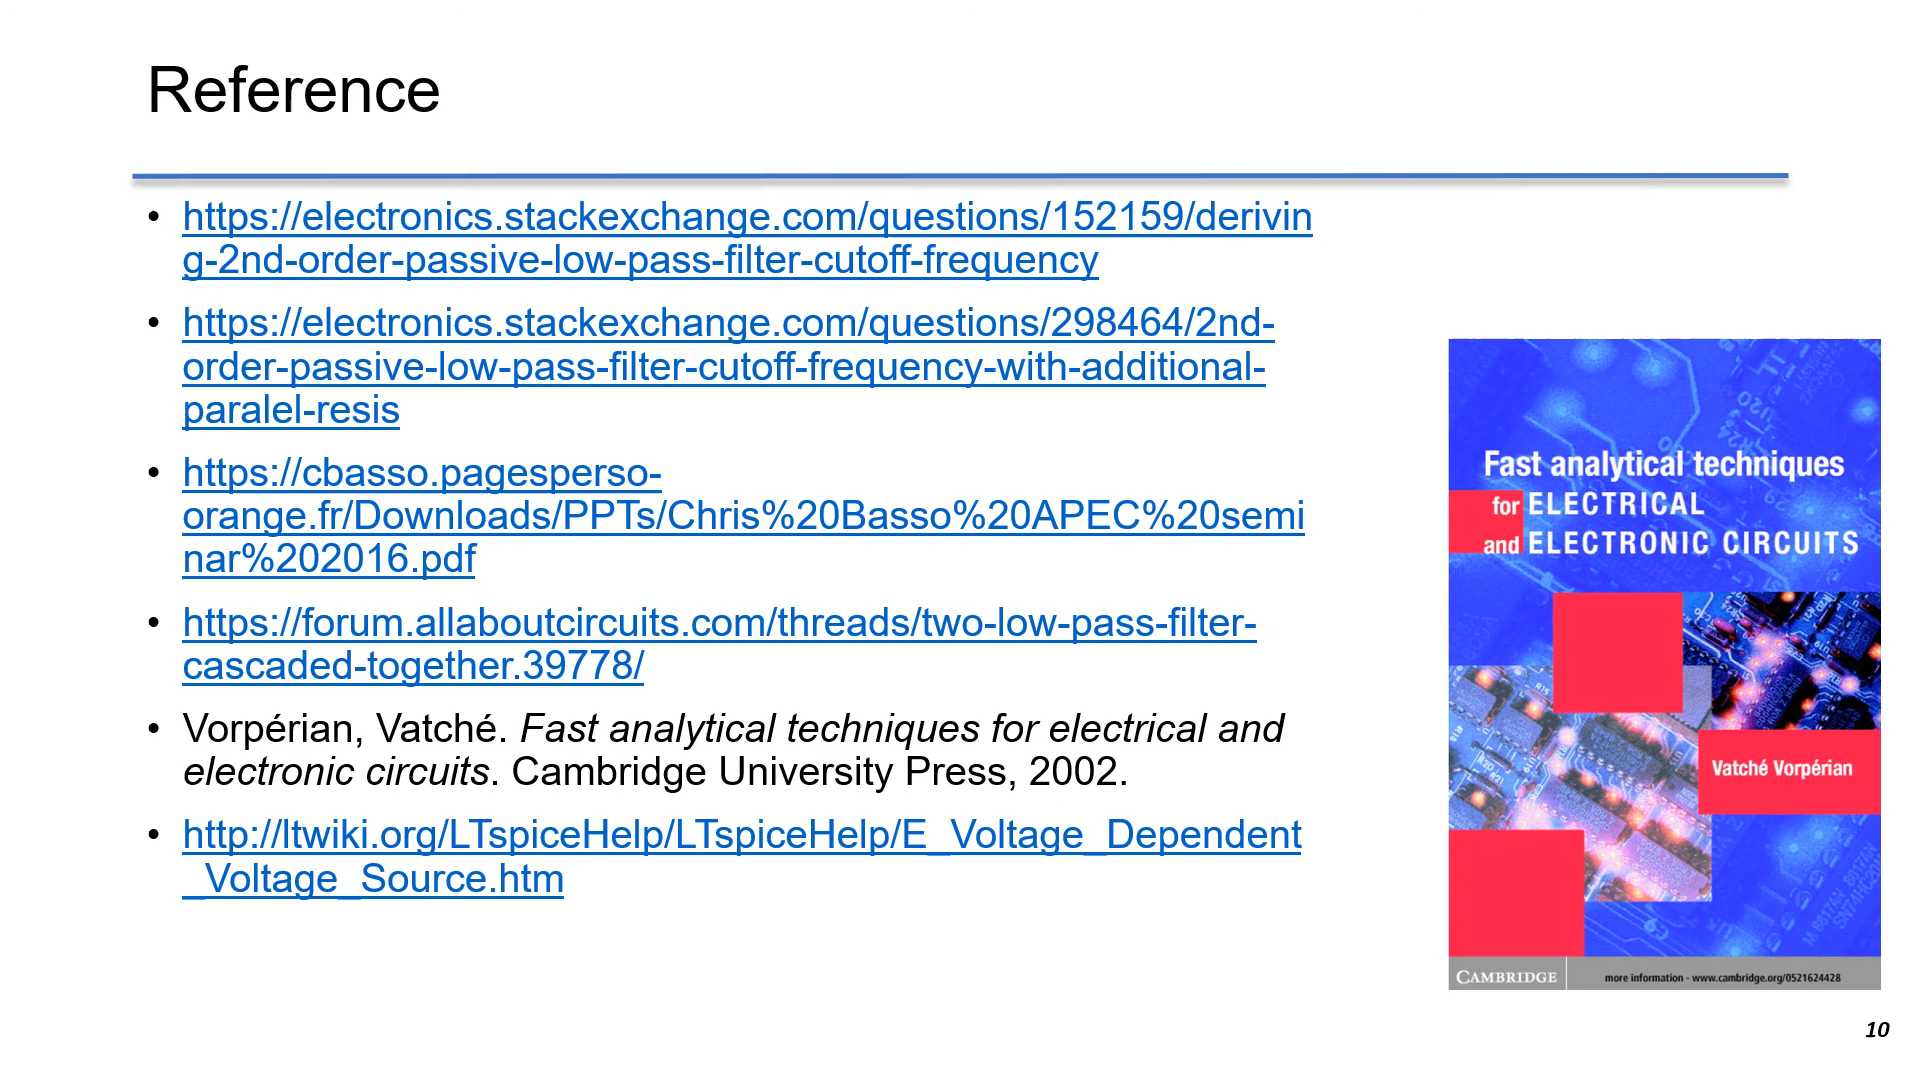 Reference
• https://electronics.stackexchange.com/questions/152159/derivin
g-2nd-order-passive-low-pass-filter-cutoff-frequency
• https://electronics.stackexchange.com/questions/298464/2nd-
order-passive-low-pass-filter-cutoff-frequency-with-additional-
paralel-resis
• https://cbasso.pagesperso-
orange.fr/Downloads/PPTs/Chris%20Basso%20APEC%20semi
nar%202016.pdf
• https://forum.allaboutcircuits.com/threads/two-low-pass-filter-
cascaded-together.39778/
• Vorpérian, Vatché. Fast analytical techniques for electrical and
electronic circuits. Cambridge University Press, 2002.
• http://ltwiki.org/LTspiceHelp/LTspiceHelp/E_Voltage_Dependent
_Voltage_Source.htm
Fast analytical techniques
for ELECTRICAL
and ELECTRONIC CIRCUITS
Vatché Vorpérian
CAMBRIDGE
more information - www.cambridge.org/0521624428
10